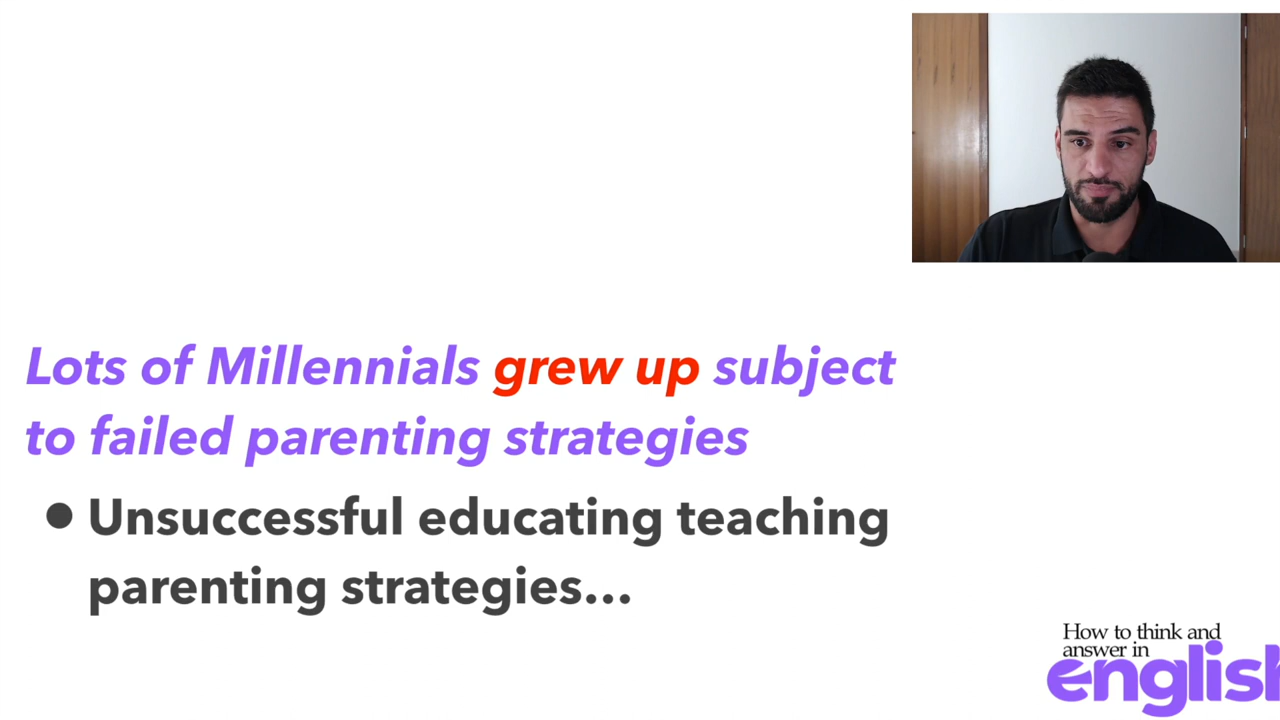 Lots of Millennials grew up subject
to failed parenting strategies
• Unsuccessful educating teaching
parenting strategies...
How to think and
answer in
english